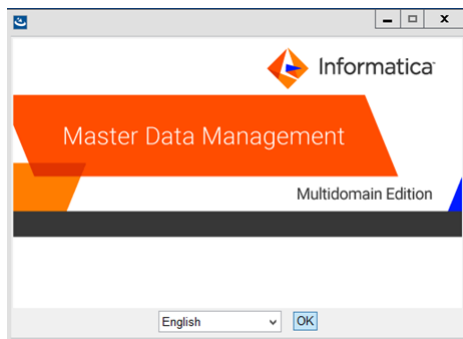 Informatica
Master Data Management
Multidomain Edition
English
OK